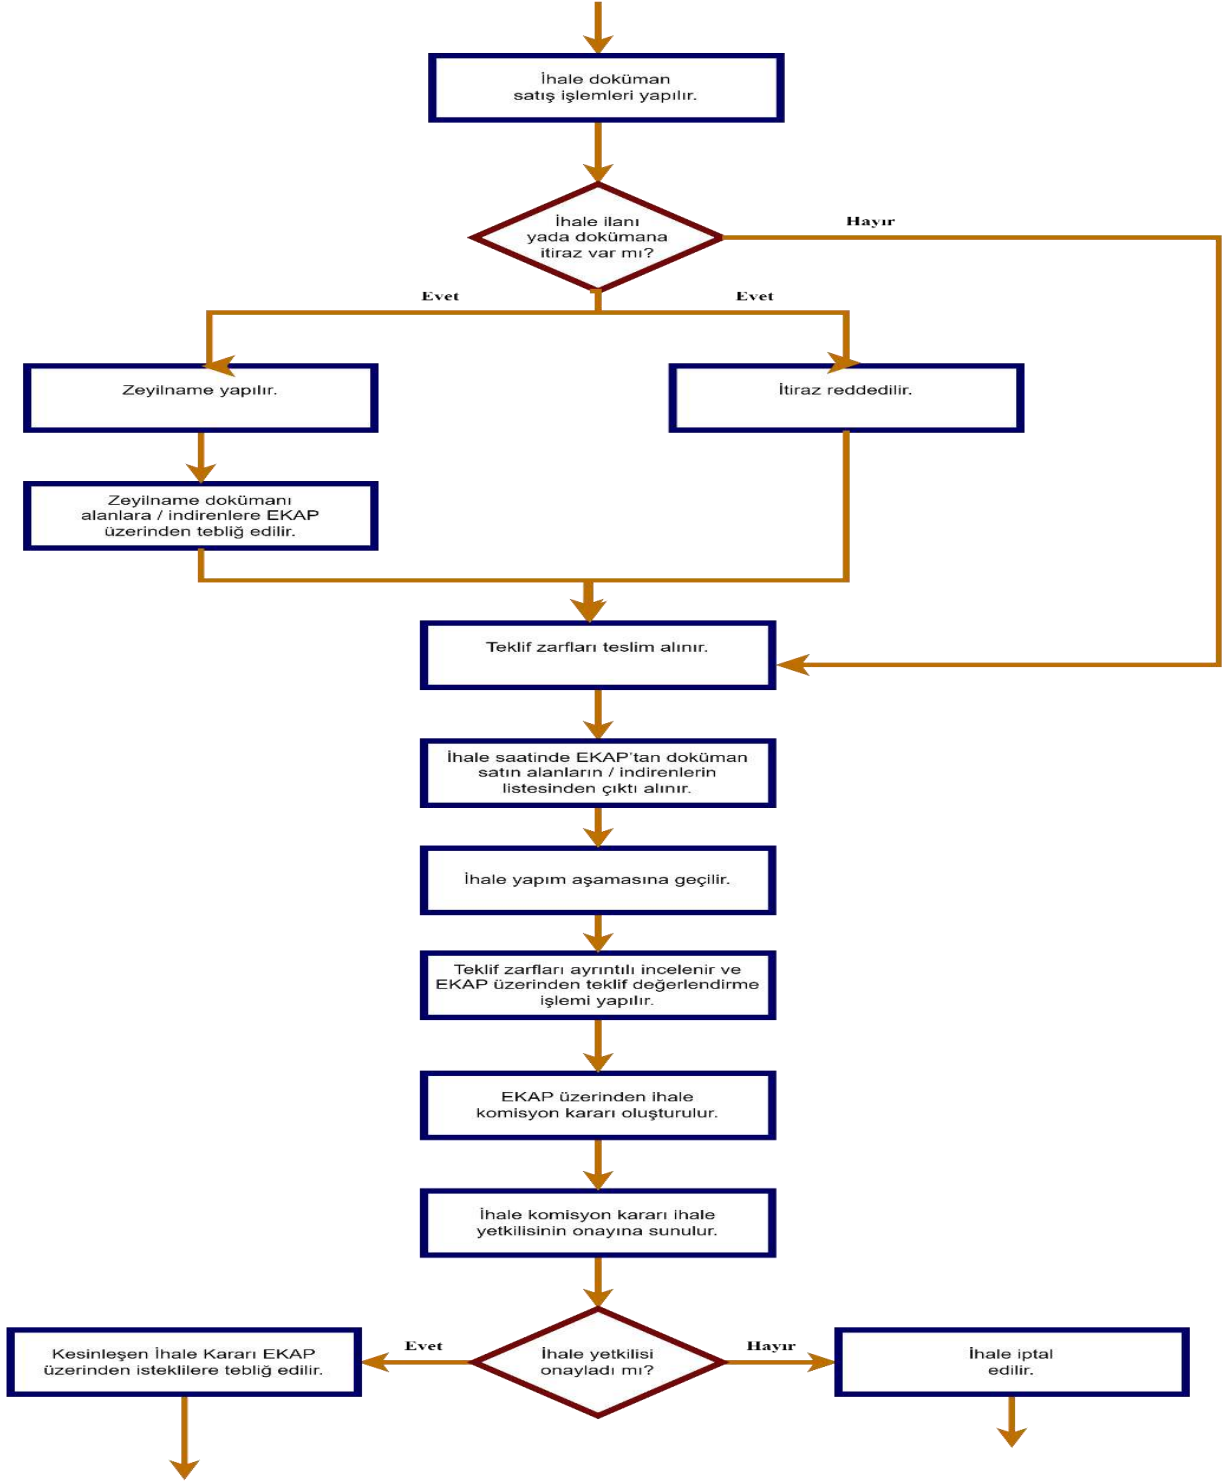 İhale doküman
satış işlemleri yapılır.
İhale ilanı
yada dokümana
itiraz var mı?
Hayır
Evet
Evet
Zeyilname yapılır.
İtiraz reddedilir.
Zeyilname dokümanı
alanlara / indirenlere EKAP
üzerinden tebliğ edilir.
Teklif zarfları teslim alınır.
İhale saatinde EKAP'tan doküman
satın alanların / indirenlerin
listesinden çıktı alınır.
İhale yapım aşamasına geçilir.
Teklif zarfları ayrıntılı incelenir ve
EKAP üzerinden teklif değerlendirme
işlemi yapılır.
EKAP üzerinden ihale
komisyon kararı oluşturulur.
İhale komisyon kararı ihale
yetkilisinin onayına sunulur.
Kesinleşen İhale Kararı EKAP
üzerinden isteklilere tebliğ edilir.
Evet
İhale yetkilisi
onayladı mı?
Hayır
İhale iptal
edilir.